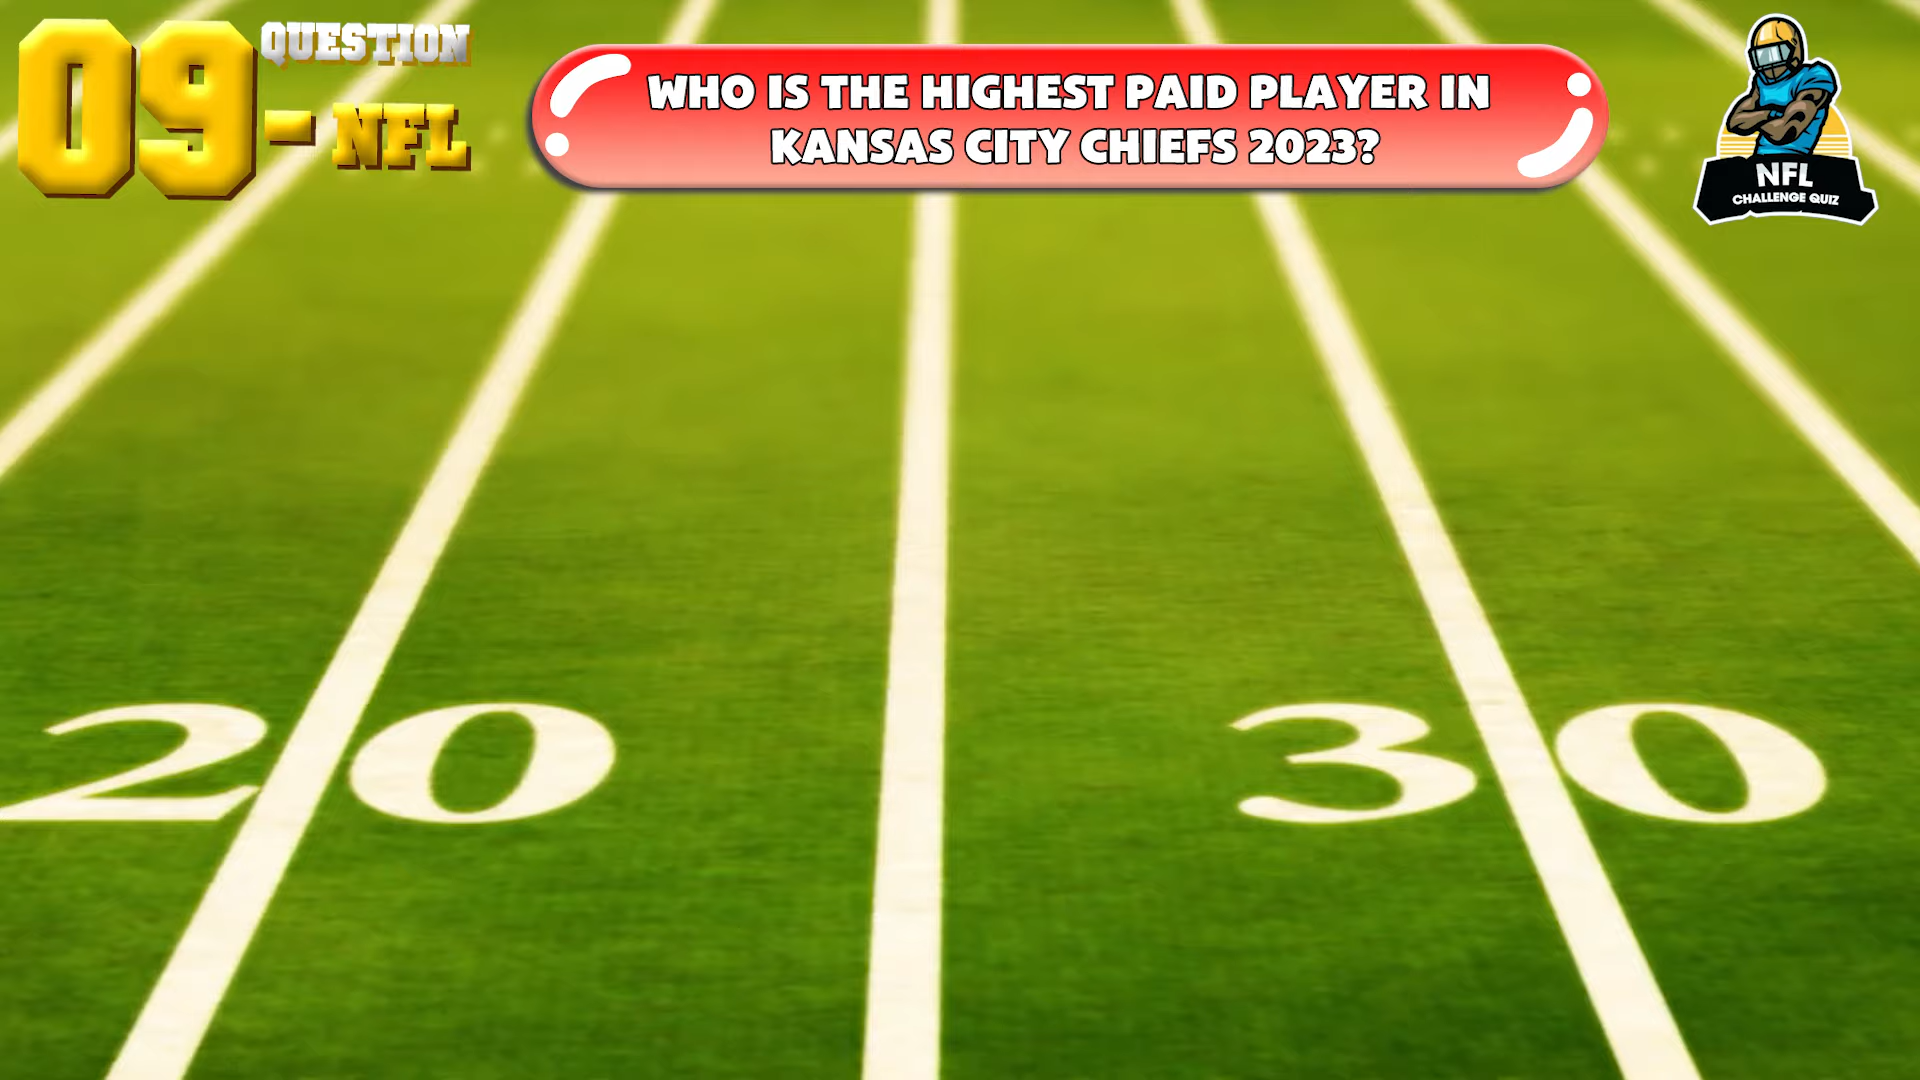 09
QUESTION
- NFL
WHO IS THE HIGHEST PAID PLAYER IN
KANSAS CITY CHIEFS 2023?
NFL
CHALLENGE QUIZ
20
30